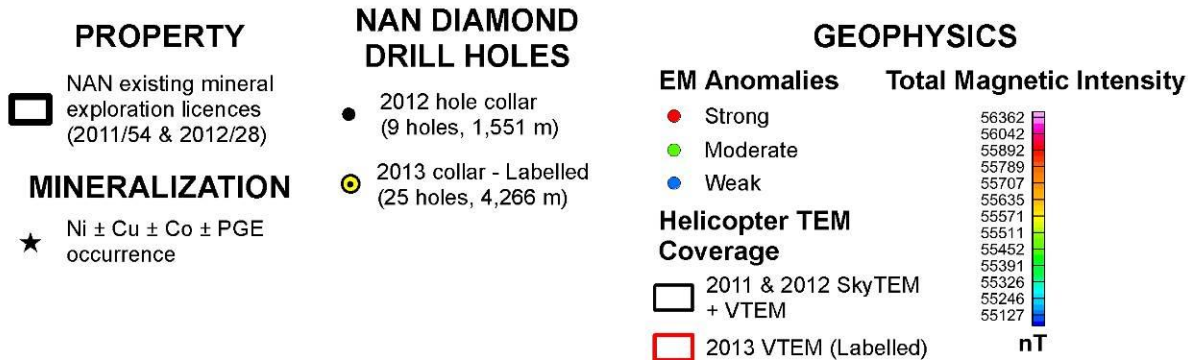 PROPERTY
NAN existing mineral
exploration licences
(2011/54 & 2012/28)
MINERALIZATION
Ni ± Cu ± Co ± PGE
occurrence
NAN DIAMOND
DRILL HOLES
2012 hole collar
(9 holes, 1,551 m)
2013 collar - Labelled
(25 holes, 4,266 m)
GEOPHYSICS
EM Anomalies
Strong
Moderate
Weak
Helicopter TEM
Coverage
2011 & 2012 SkyTEM
+ VTEM
2013 VTEM (Labelled)
Total Magnetic Intensity
56362
56042
55892
55789
55707
55635
55571
55511
55452
55391
55326
55246
55127
nT